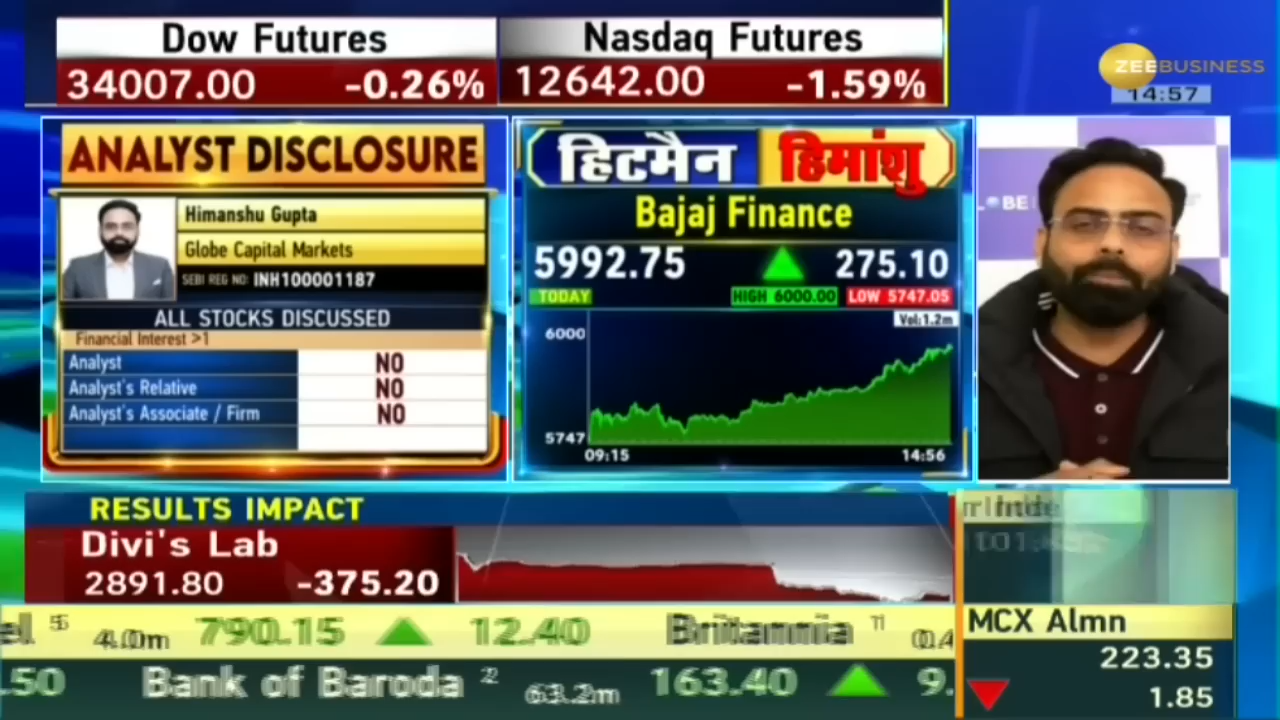 Dow Futures
34007.00 -0.26%
Nasdaq Futures
12642.00 -1.59%
ZEEBUSINESS
14:57
ANALYST DISCLOSURE
Himanshu Gupta
Globe Capital Markets
SEBI REG NO: INH100001187
ALL STOCKS DISCUSSED
Financial Interest >1
Analyst NO
Analyst's Relative NO
Analyst's Associate / Firm NO
हिटमैन हिमांशु
Bajaj Finance
5992.75 275.10
TODAY HIGH 6000.00 LOW 5747.05
Vol:1.2m
6000
5747
09:15 14:56
RESULTS IMPACT
Divi's Lab
2891.80 -375.20
4.0m 790.15 12.40 Britannia 11
.50 Bank of Baroda 63.2m 163.40 9.
MCX Almn
223.35
1.85